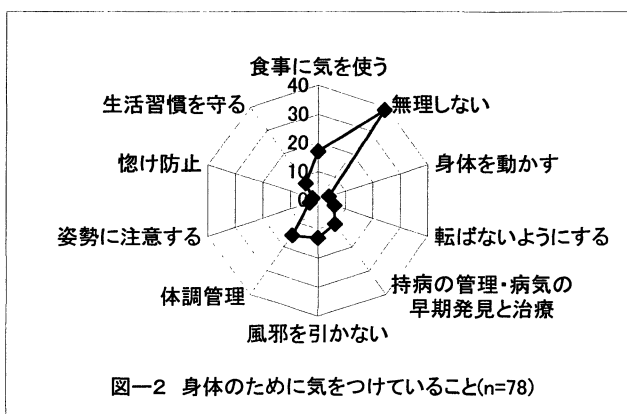 食事に気を使う
40
無理しない
生活習慣を守る
30
20
惚け防止
身体を動かす
10
0
姿勢に注意する
転ばないようにする
体調管理
持病の管理・病気の
早期発見と治療
風邪を引かない
図ー2 身体のために気をつけていること(n=78)